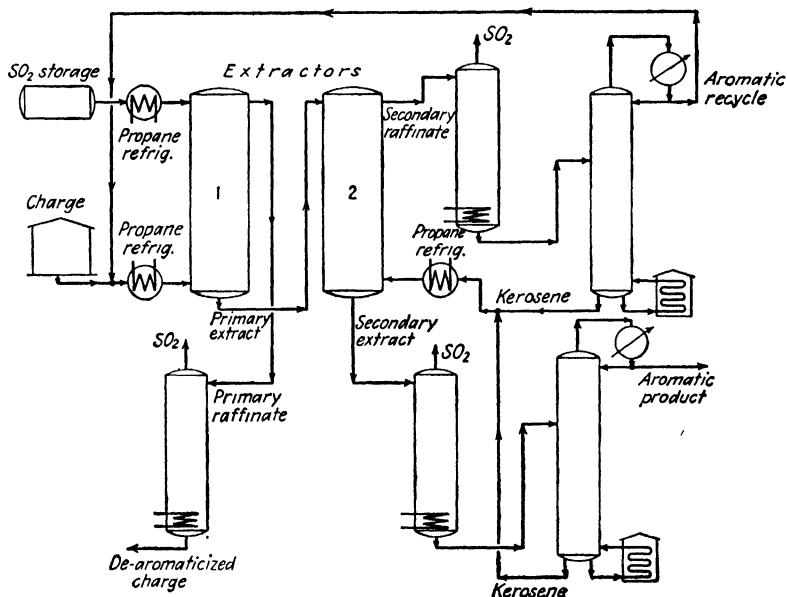 SO2
SO2 storage
Extractors
Aromatic
recycle
Propane
refrig.
Secondary
raffinate
1
2
Charge
Propane
refrig.
Propane
refrig.
Kerosene
Primary
extract
Secondary
extract
SO2
SO2
Primary
raffinate
Aromatic
product
De-aromaticized
charge
Kerosene